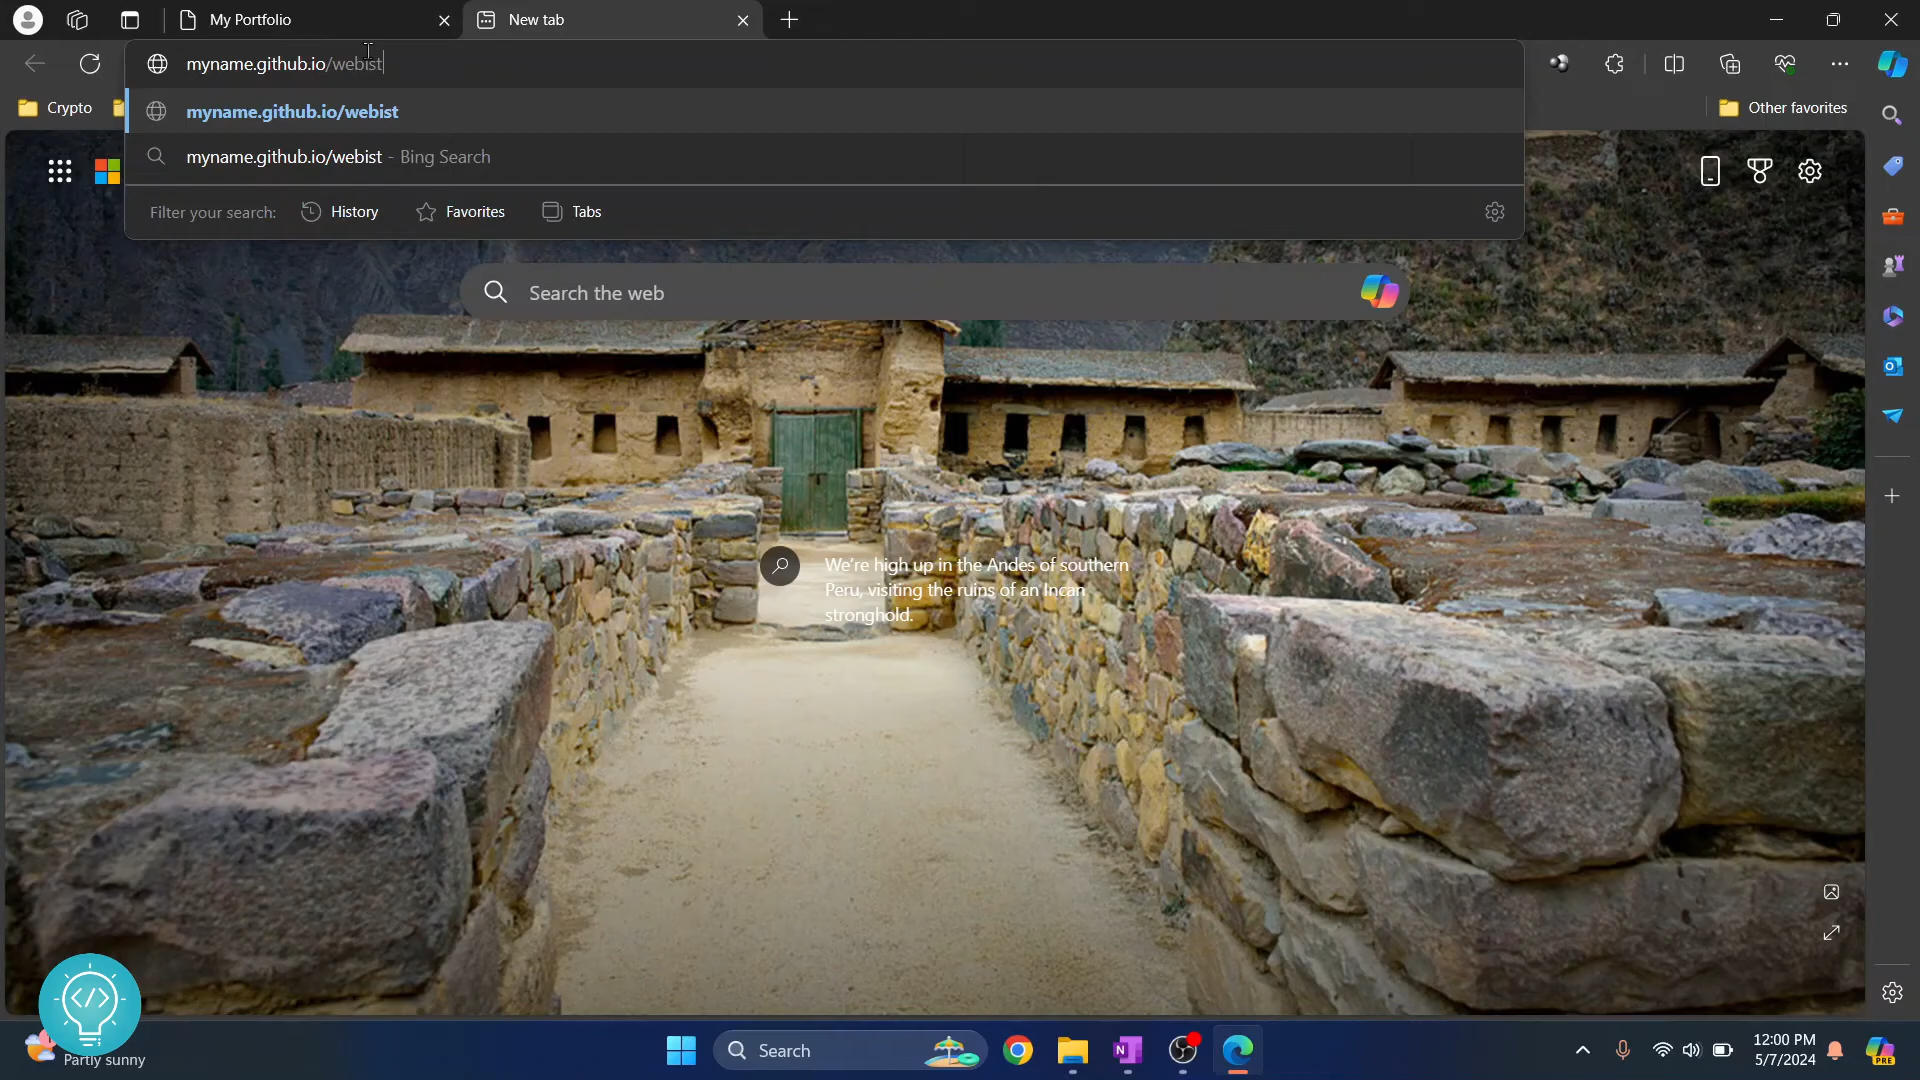 My Portfolio
New tab
myname.github.io/webist
Crypto
Other favorites
myname.github.io/webist
myname.github.io/webist - Bing Search
Filter your search:
History
Favorites
Tabs
Search the web
We're high up in the Andes of southern
Peru, visiting the ruins of an Incan
stronghold.
</>
Partly sunny
Search
N
PRE
12:00 PM
5/7/2024